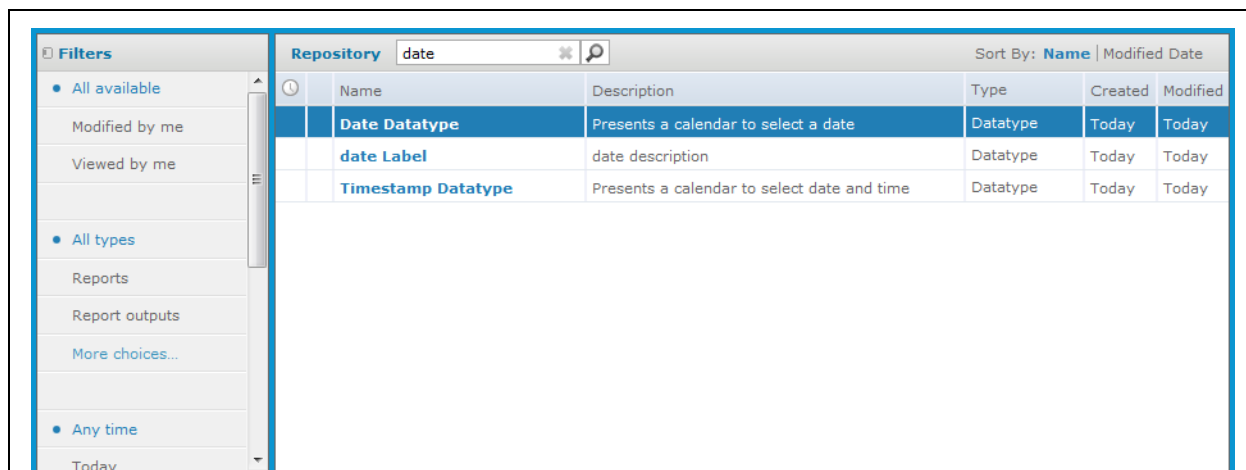 Filters
All available
Modified by me
Viewed by me
All types
Reports
Report outputs
More choices...
Any time
Today
Repository date Sort By: Name | Modified Date
Name Description Type Created Modified
Date Datatype Presents a calendar to select a date Datatype Today Today
date Label date description Datatype Today Today
Timestamp Datatype Presents a calendar to select date and time Datatype Today Today